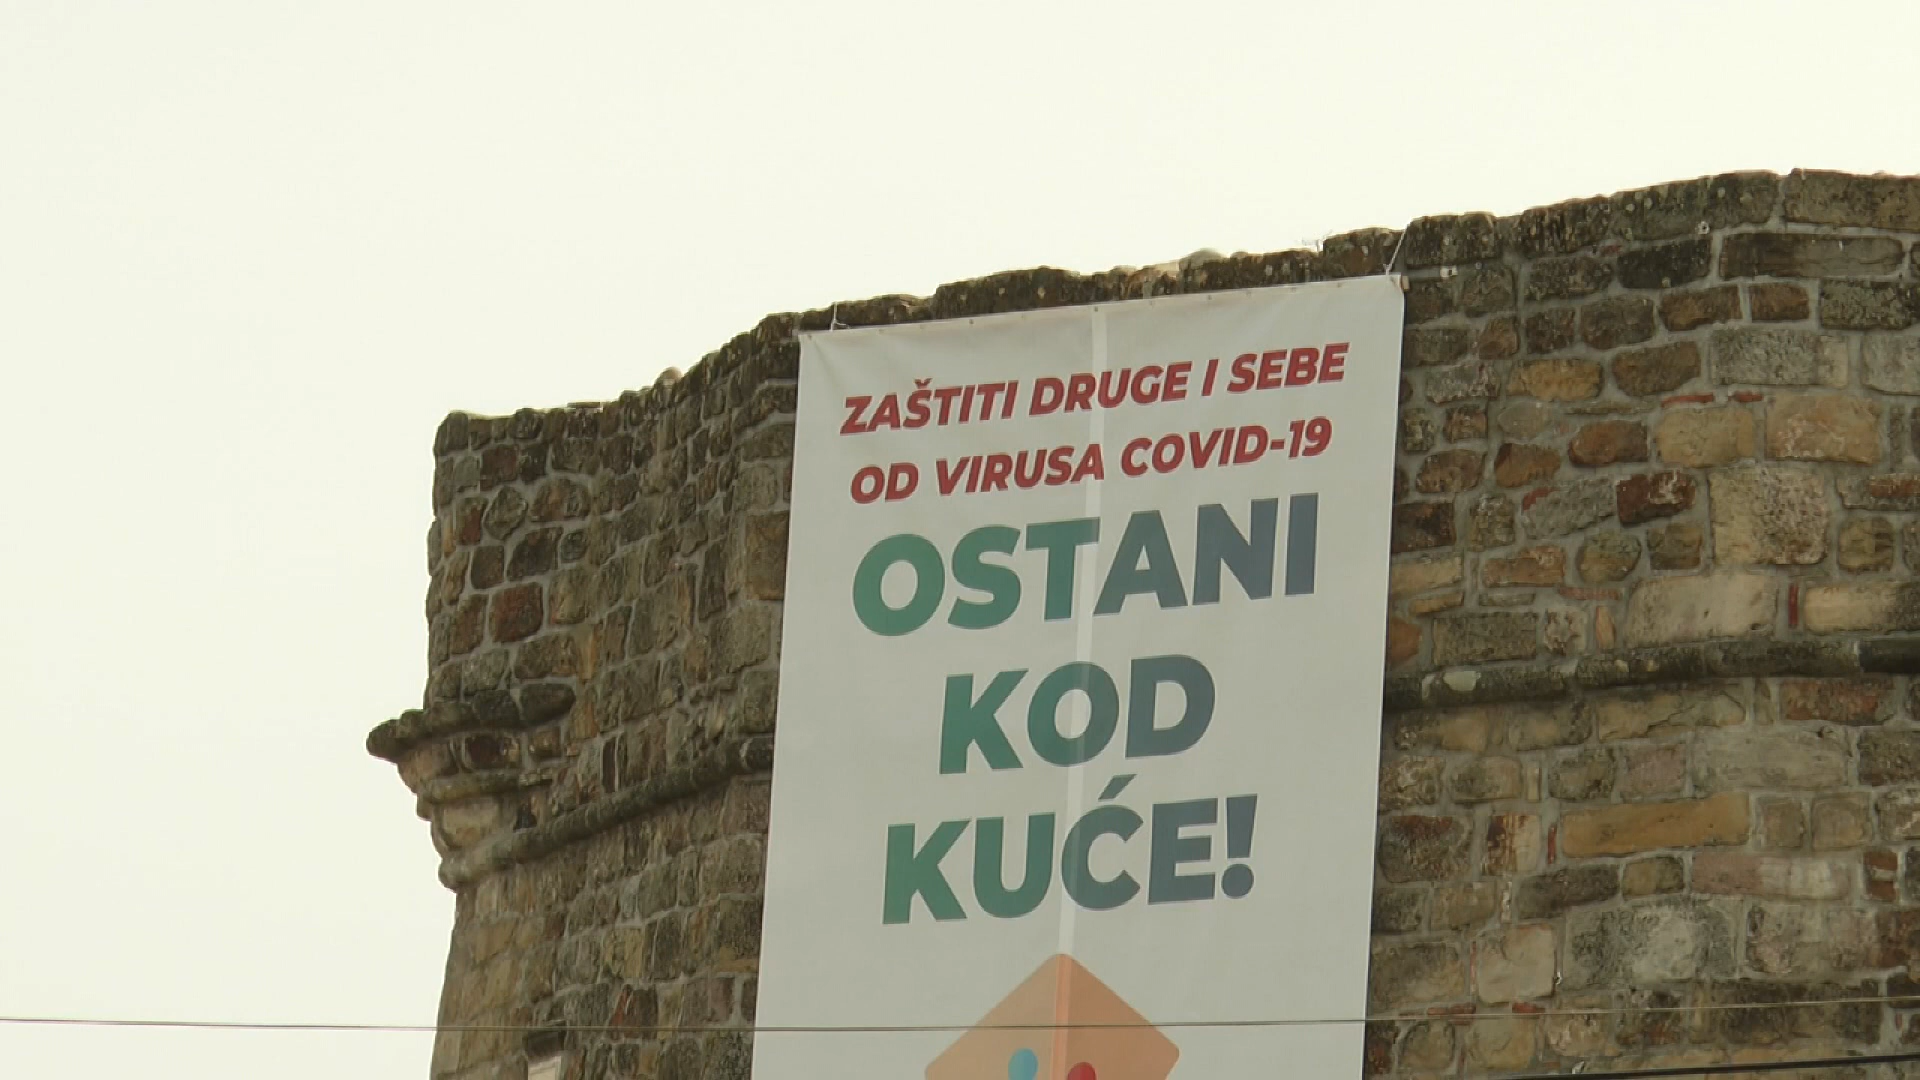 ZAŠTITI DRUGE I SEBE
OD VIRUSA COVID-19
OSTANI
KOD
KUĆE!